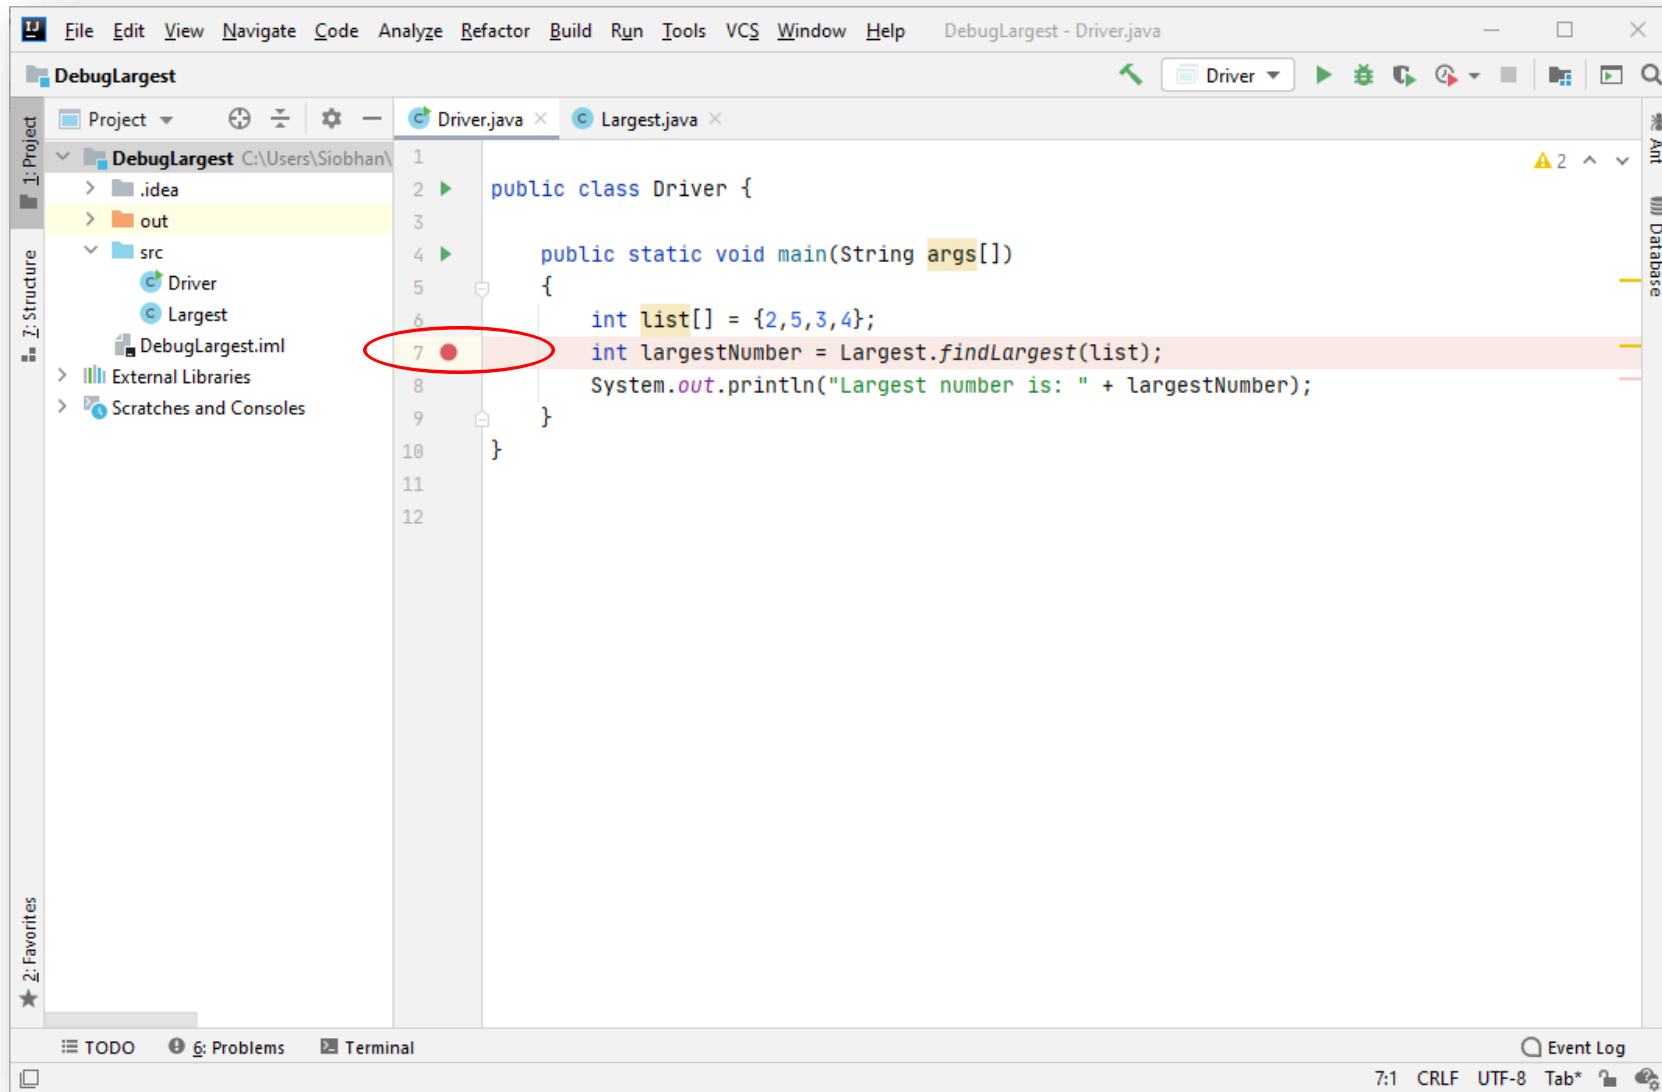 IJ File Edit View Navigate Code Analyze Refactor Build Run Tools VCS Window Help DebugLargest - Driver.java
DebugLargest Driver
1: Project
7: Structure
2: Favorites
Project
DebugLargest C:\Users\Siobhan\
.idea
out
src
Driver
Largest
DebugLargest.iml
External Libraries
Scratches and Consoles
Driver.java Largest.java
2
1
2 public class Driver {
3
4 public static void main(String args[])
5 {
6 int list[] = {2,5,3,4};
7 int largestNumber = Largest.findLargest(list);
8 System.out.println("Largest number is: " + largestNumber);
9 }
10 }
11
12
Ant
Database
TODO 6: Problems Terminal Event Log
7:1 CRLF UTF-8 Tab*